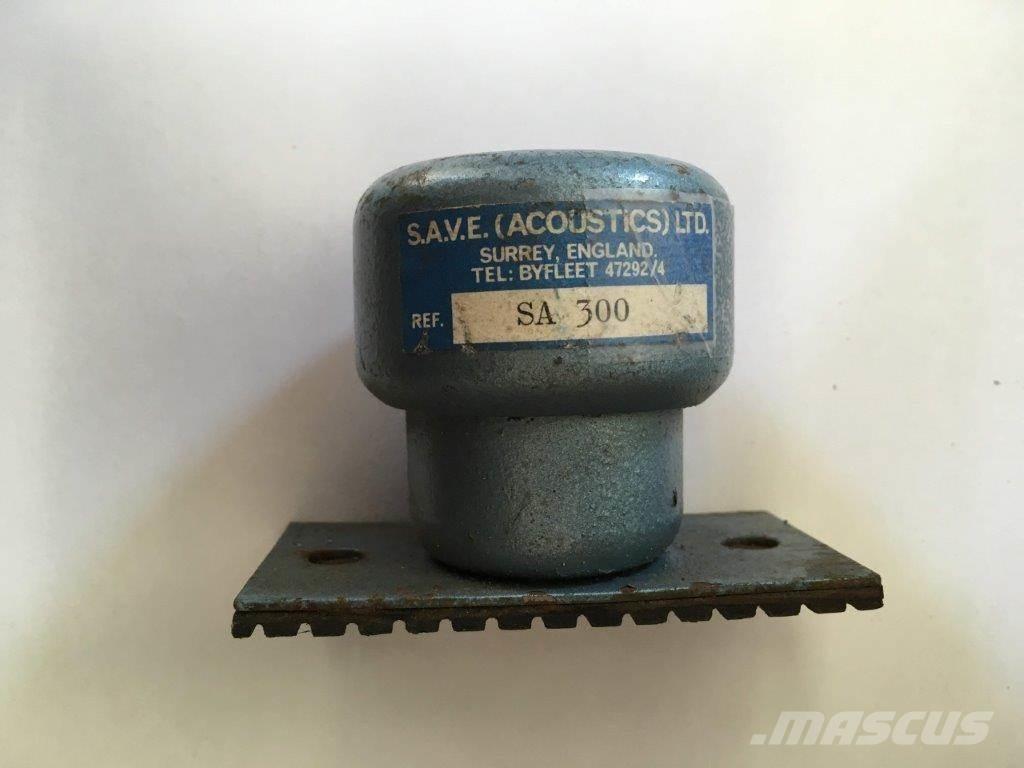 S.A.V.E. (ACOUSTICS) LTD.
SURREY, ENGLAND.
TEL: BYFLEET 47292/4
REF. SA 300
.MASCUS